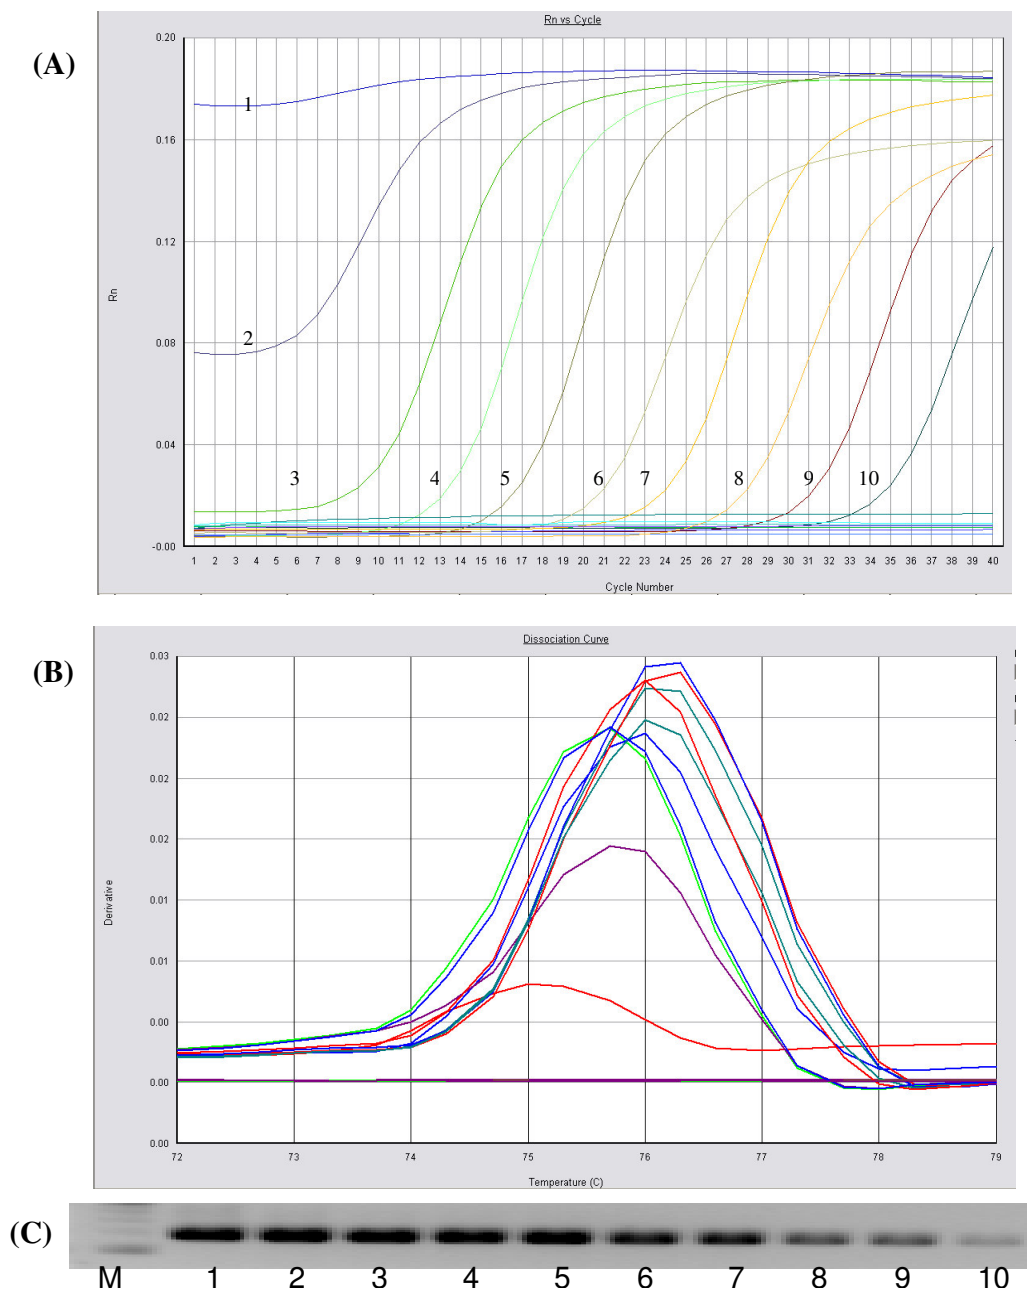 (A)
Rn vs Cycle
0.20
0.16
0.12
0.08
0.04
-0.00
Rn
1
2
3 4 5 6 7 8 9 10
1 2 3 4 5 6 7 8 9 10 11 12 13 14 15 16 17 18 19 20 21 22 23 24 25 26 27 28 29 30 31 32 33 34 35 36 37 38 39 40
Cycle Number
(B)
Dissociation Curve
0.03
0.02
0.02
0.02
0.01
0.01
0.00
0.00
0.00
Derivative
72 73 74 75 76 77 78 79
Temperature (C)
(C)
M 1 2 3 4 5 6 7 8 9 10